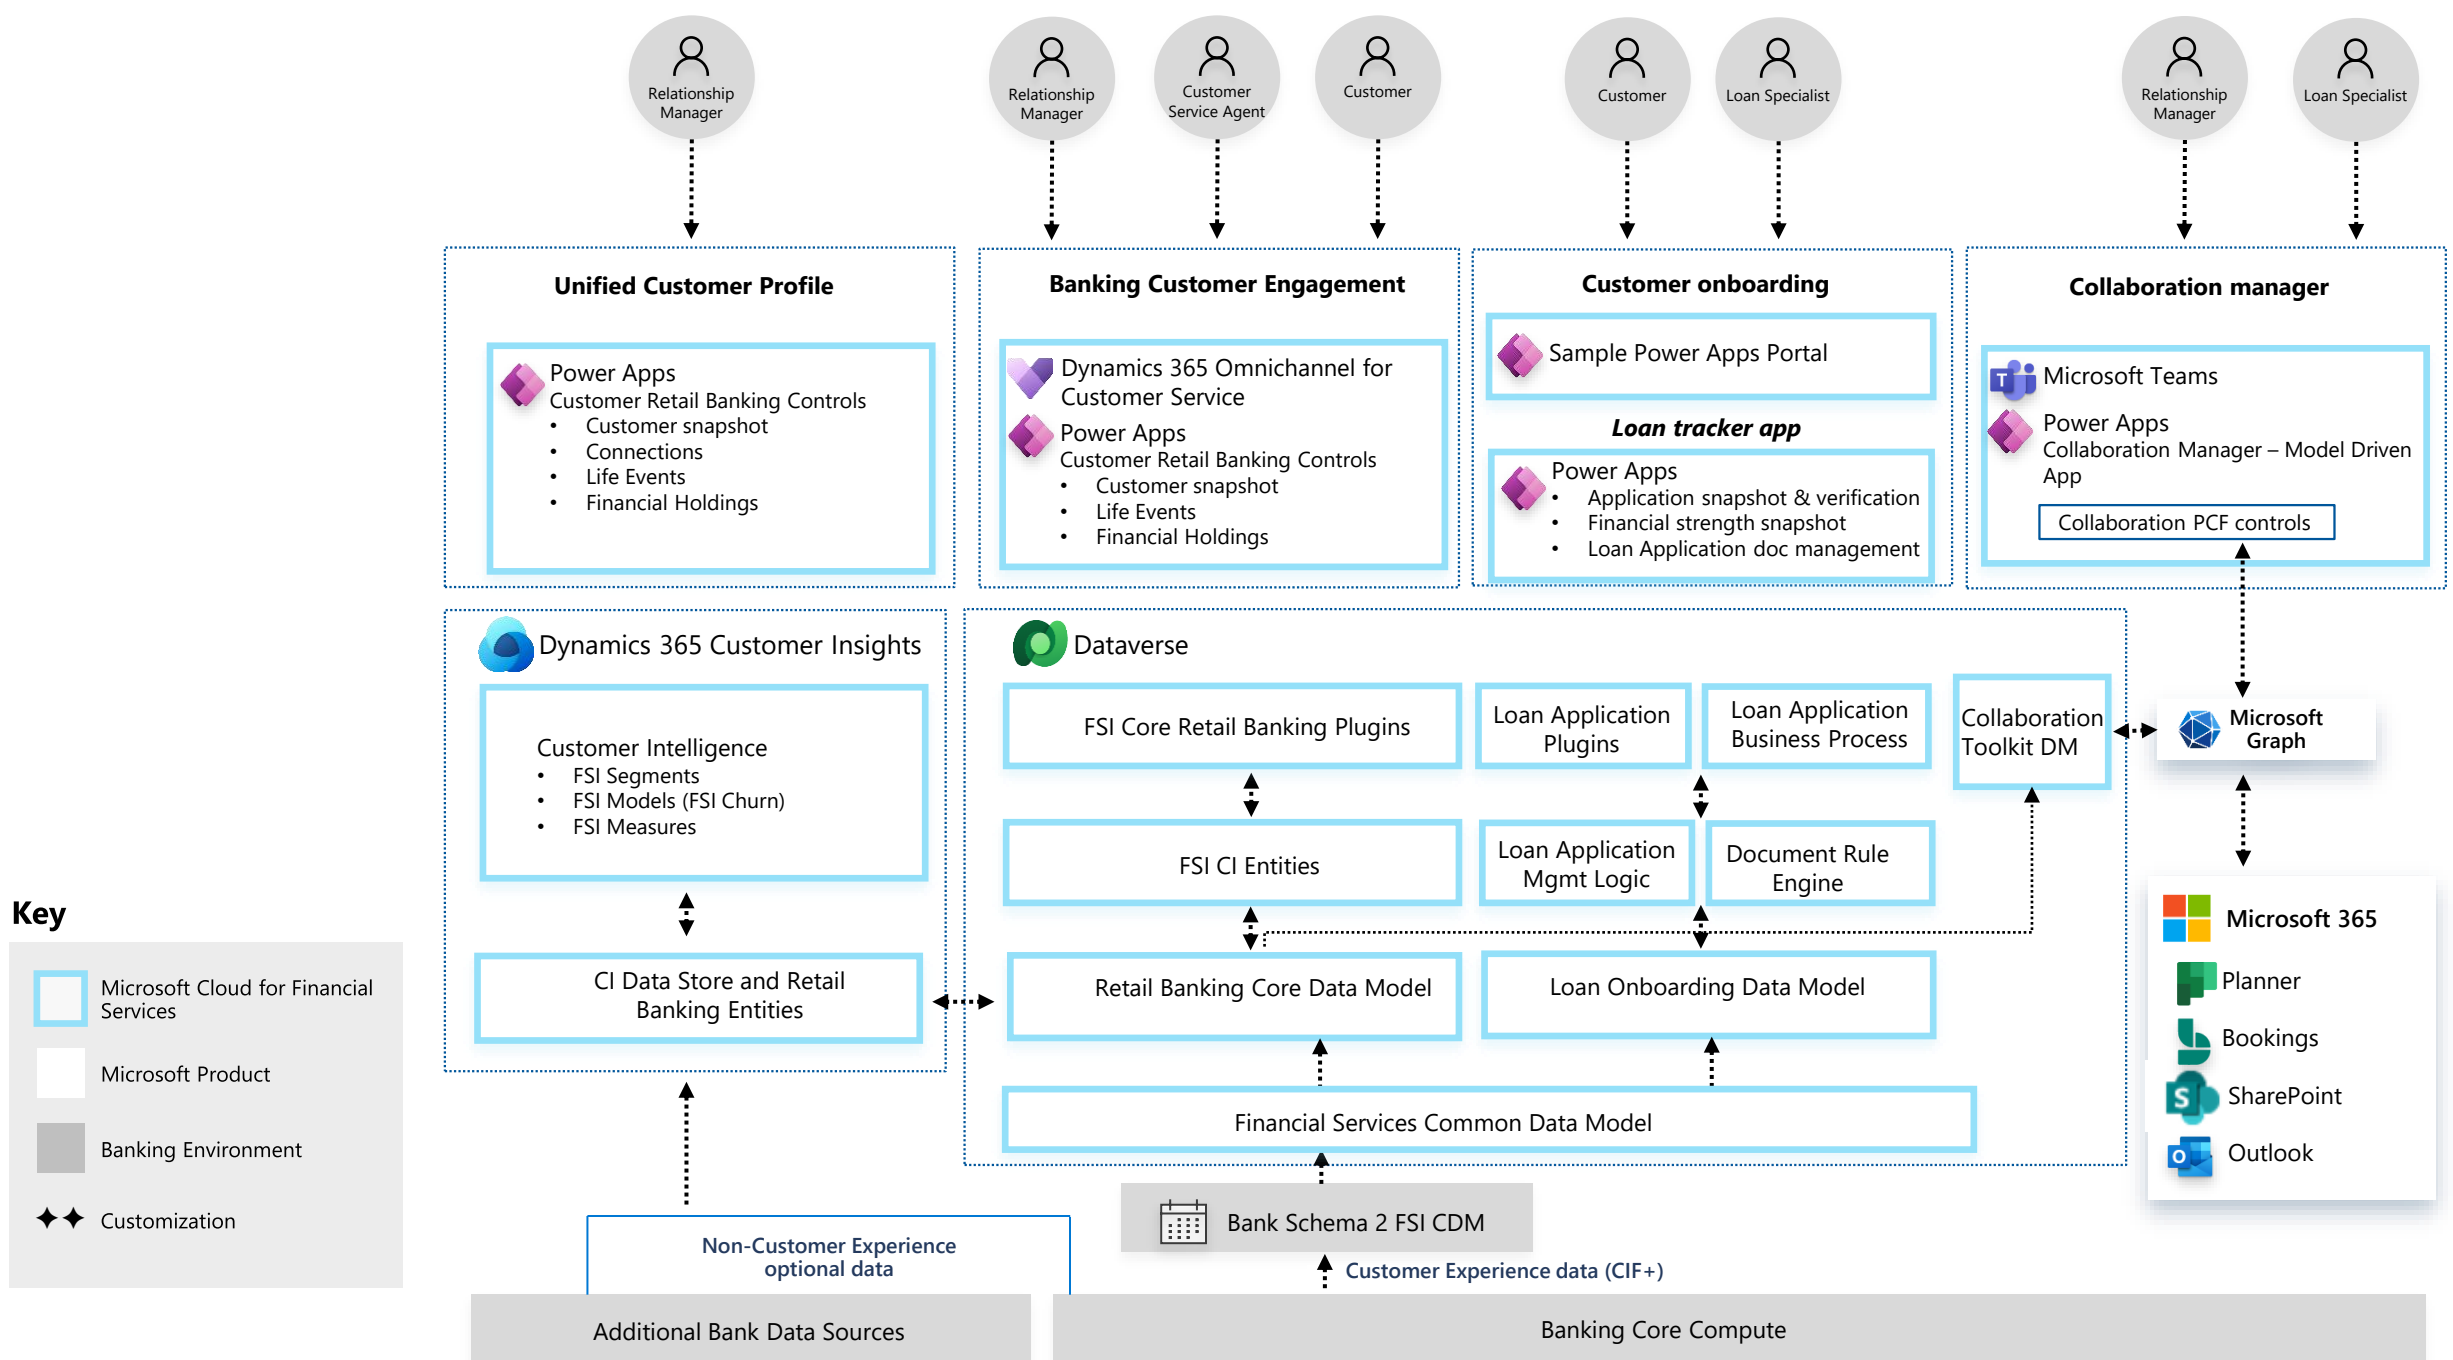 Relationship
Manager
Relationship
Manager
Customer
Service Agent
Customer
Customer
Loan Specialist
Relationship
Manager
Loan Specialist
Unified Customer Profile
Power Apps
Customer Retail Banking Controls
• Customer snapshot
• Connections
• Life Events
• Financial Holdings
Banking Customer Engagement
Dynamics 365 Omnichannel for
Customer Service
Power Apps
Customer Retail Banking Controls
• Customer snapshot
• Life Events
• Financial Holdings
Customer onboarding
Sample Power Apps Portal
Loan tracker app
Power Apps
• Application snapshot & verification
• Financial strength snapshot
• Loan Application doc management
Collaboration manager
T
Microsoft Teams
Power Apps
Collaboration Manager – Model Driven
App
Collaboration PCF controls
Dynamics 365 Customer Insights
Customer Intelligence
• FSI Segments
• FSI Models (FSI Churn)
• FSI Measures
CI Data Store and Retail
Banking Entities
Dataverse
FSI Core Retail Banking Plugins
Loan Application
Plugins
Loan Application
Business Process
Collaboration
Toolkit DM
Microsoft
Graph
FSI CI Entities
Loan Application
Mgmt Logic
Document Rule
Engine
Retail Banking Core Data Model
Loan Onboarding Data Model
Financial Services Common Data Model
Microsoft 365
Planner
Bookings
S
SharePoint
O
Outlook
Key
Microsoft Cloud for Financial
Services
Microsoft Product
Banking Environment
Customization
Bank Schema 2 FSI CDM
Non-Customer Experience
optional data
Customer Experience data (CIF+)
Additional Bank Data Sources
Banking Core Compute